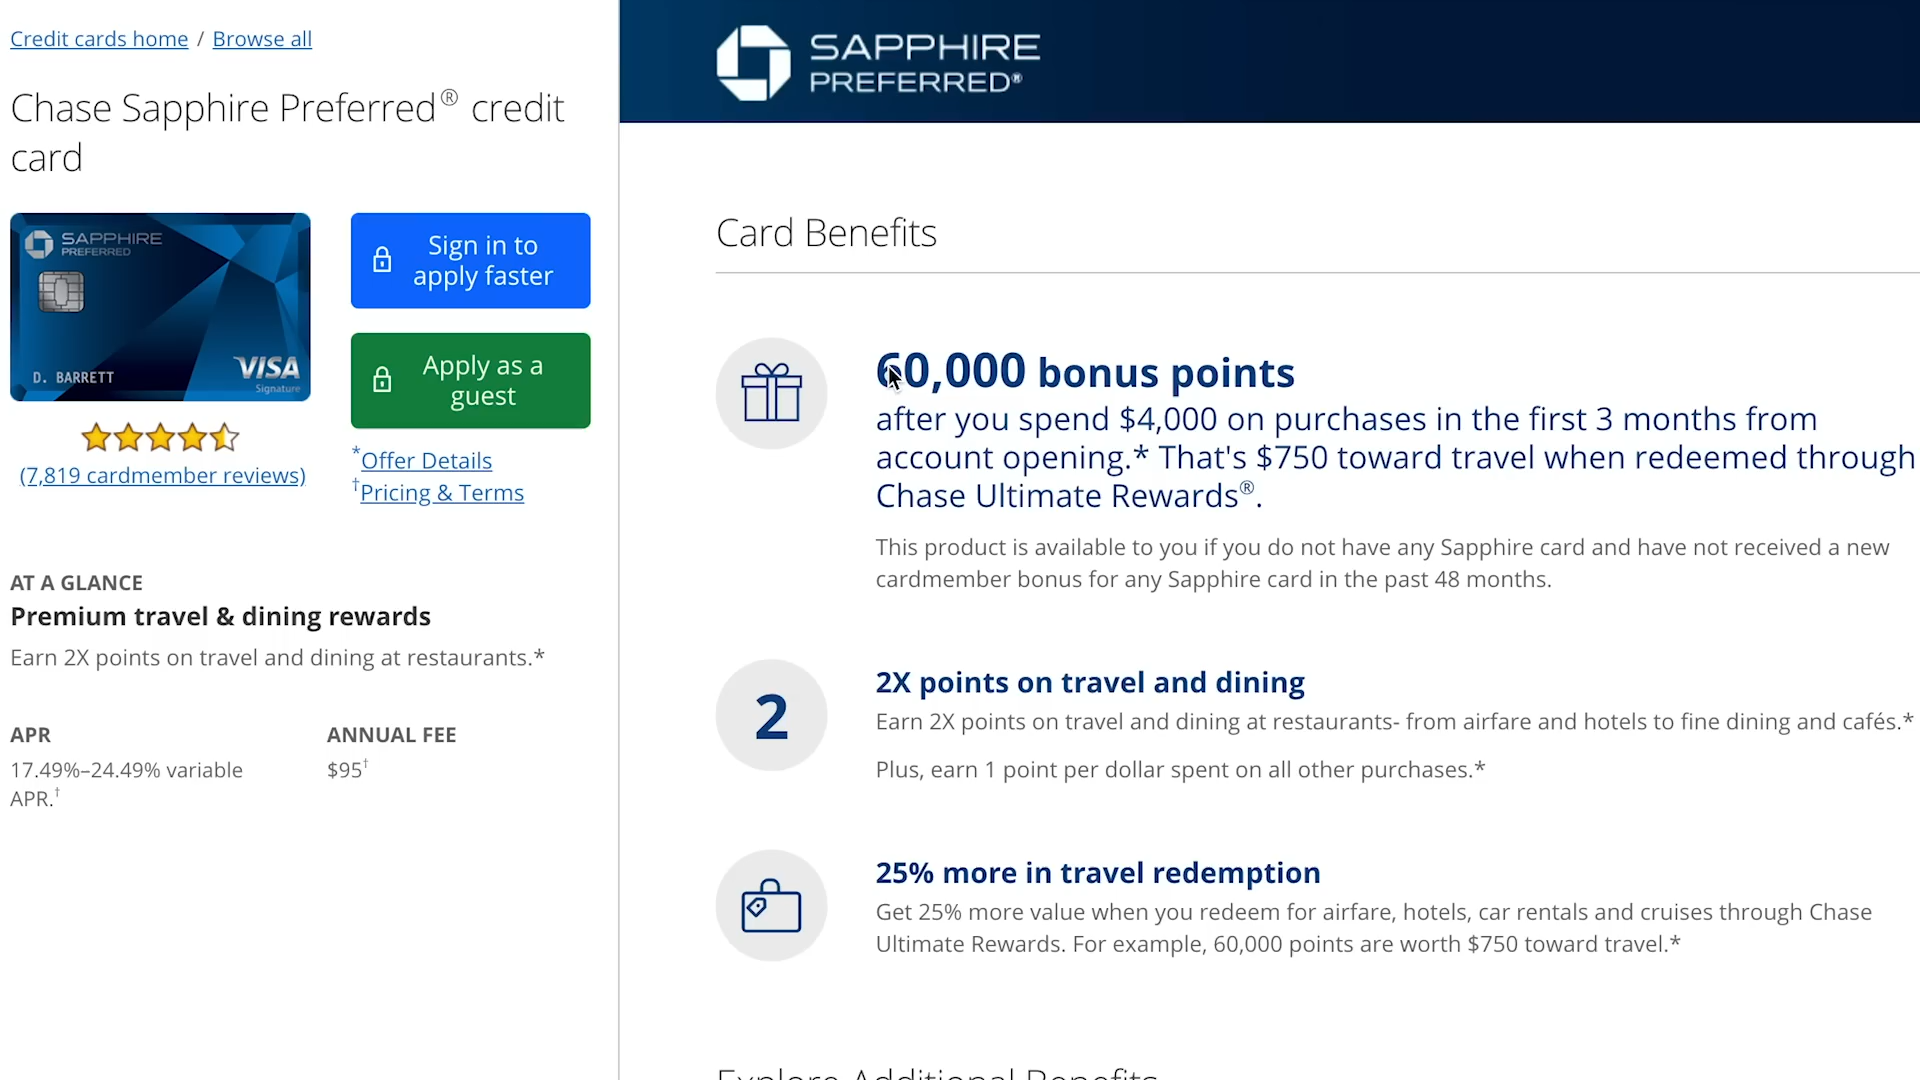 Credit cards home / Browse all
Chase Sapphire Preferred® credit
card
SAPPHIRE
PREFERRED
D. BARRETT
VISA
Signature
Sign in to
apply faster
Apply as a
guest
(7,819 cardmember reviews)
*Offer Details
†Pricing & Terms
AT A GLANCE
Premium travel & dining rewards
Earn 2X points on travel and dining at restaurants.*
APR
17.49%–24.49% variable
APR.†
ANNUAL FEE
$95†
SAPPHIRE
PREFERRED®
Card Benefits
60,000 bonus points
after you spend $4,000 on purchases in the first 3 months from
account opening.* That's $750 toward travel when redeemed through
Chase Ultimate Rewards®.
This product is available to you if you do not have any Sapphire card and have not received a new
cardmember bonus for any Sapphire card in the past 48 months.
2
2X points on travel and dining
Earn 2X points on travel and dining at restaurants- from airfare and hotels to fine dining and cafés.*
Plus, earn 1 point per dollar spent on all other purchases.*
25% more in travel redemption
Get 25% more value when you redeem for airfare, hotels, car rentals and cruises through Chase
Ultimate Rewards. For example, 60,000 points are worth $750 toward travel.*
Explore Additional Benefits